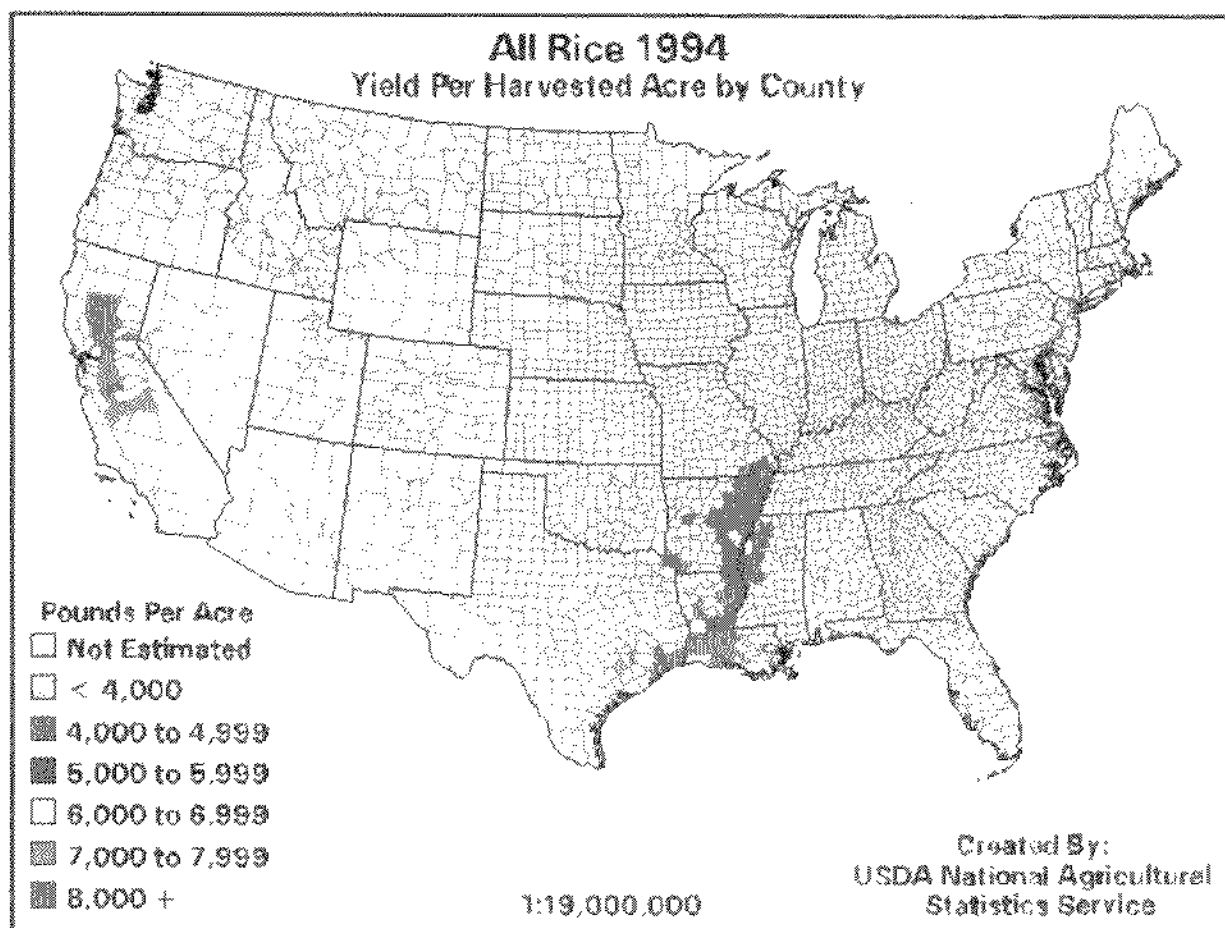 All Rice 1994
Yield Per Harvested Acre by County
Pounds Per Acre
Not Estimated
< 4,000
4,000 to 4,999
5,000 to 5,999
6,000 to 6,999
7,000 to 7,999
8,000 +
1:19,000,000
Created By:
USDA National Agricultural
Statistics Service